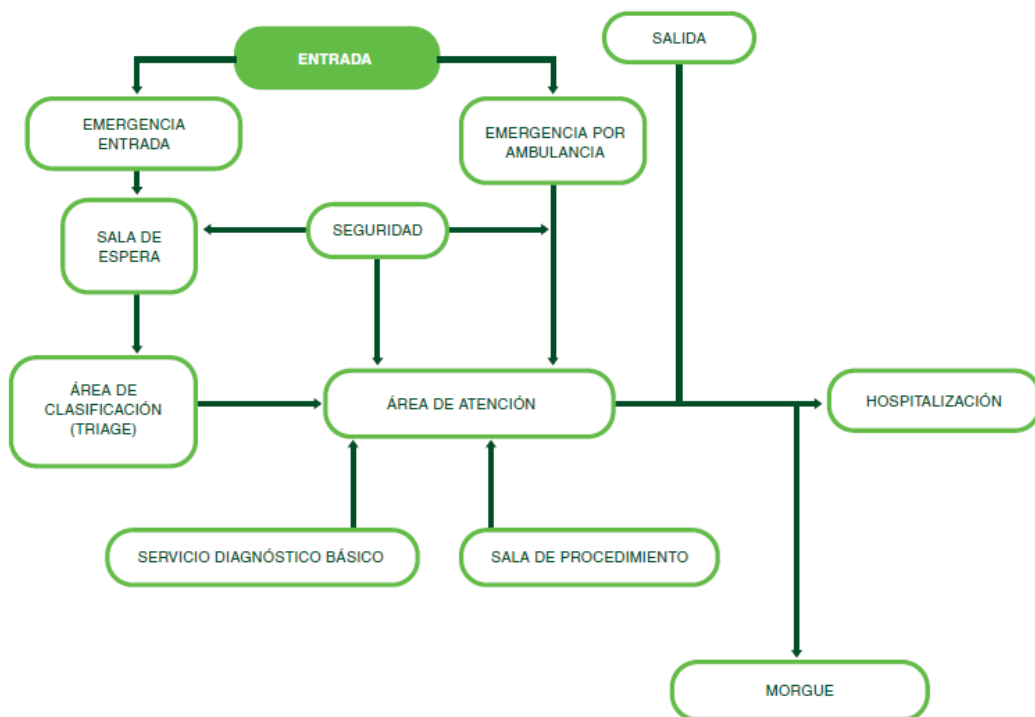 ENTRADA
SALIDA
EMERGENCIA
ENTRADA
EMERGENCIA POR
AMBULANCIA
SALA DE
ESPERA
SEGURIDAD
ÁREA DE
CLASIFICACIÓN
(TRIAGE)
ÁREA DE ATENCIÓN
HOSPITALIZACIÓN
SERVICIO DIAGNÓSTICO BÁSICO
SALA DE PROCEDIMIENTO
MORGUE